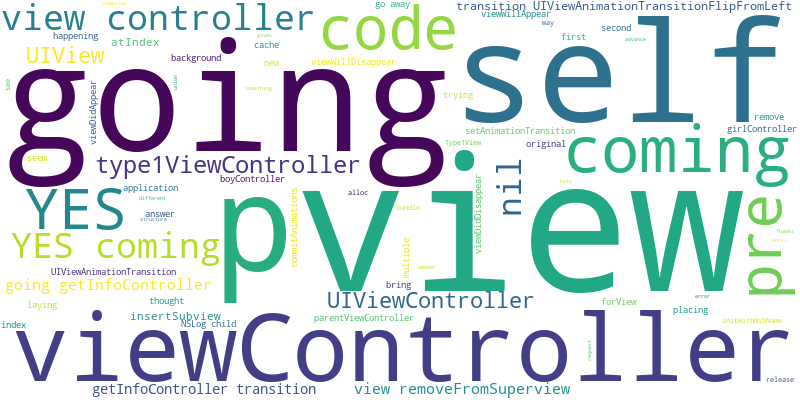 compiler
go away
transition UIViewAnimationTransitionFlipFromLeft
view controller
code
viewWillAppear
way
happening
atIndex
gives
cache
first
second
self
advance
UIView
background
new
viewWillDisappear
going
see
viewDidAppear
union
something
trying
remove
setAnimationTransition
girlController
original
Type1View
coming
seem
type1ViewController
boyController
nil
YES
application
different
alloc
pview
pre
answer
structure
bundle
viewDidDisappear
help
Thanks
works
YES coming
commitAnimations
multiple
member
error
UIViewAnimationTransition
going getInfoController
bring
thought
UIViewController
forView
laying
placing
insertSubview
parentViewController
index
NSLog child
initWithNibName
viewController
request
release
getInfoController transition
view removeFromSuperview